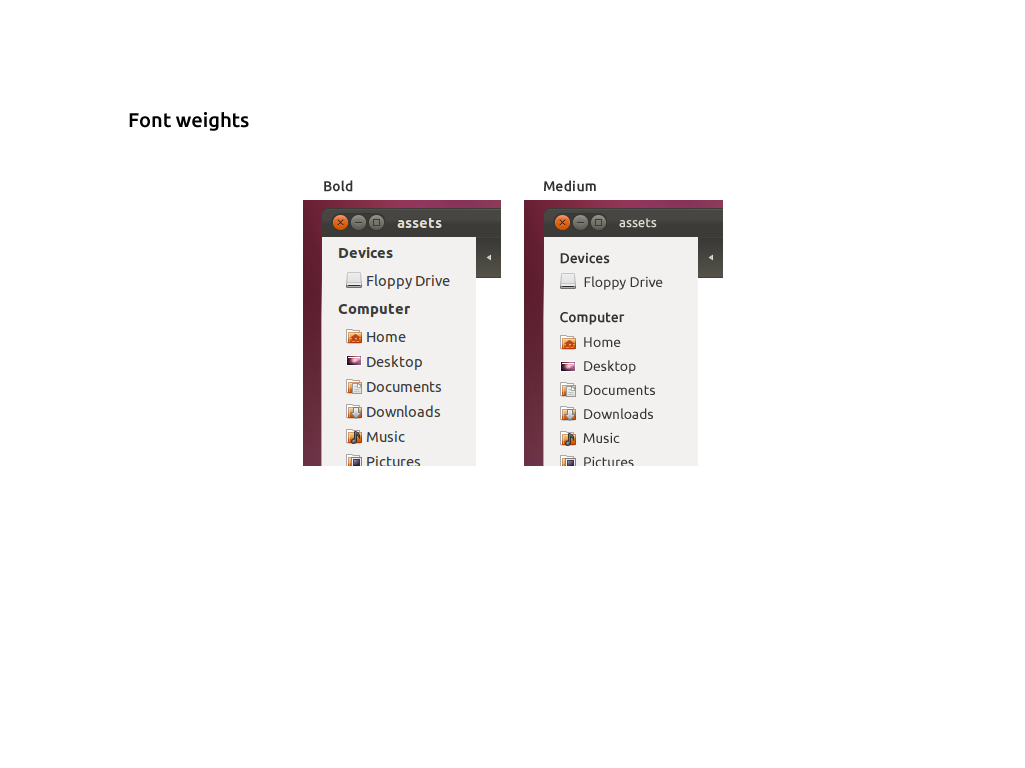 Font weights
Bold
assets
Devices
Floppy Drive
Computer
Home
Desktop
Documents
Downloads
Music
Pictures
Medium
assets
Devices
Floppy Drive
Computer
Home
Desktop
Documents
Downloads
Music
Pictures